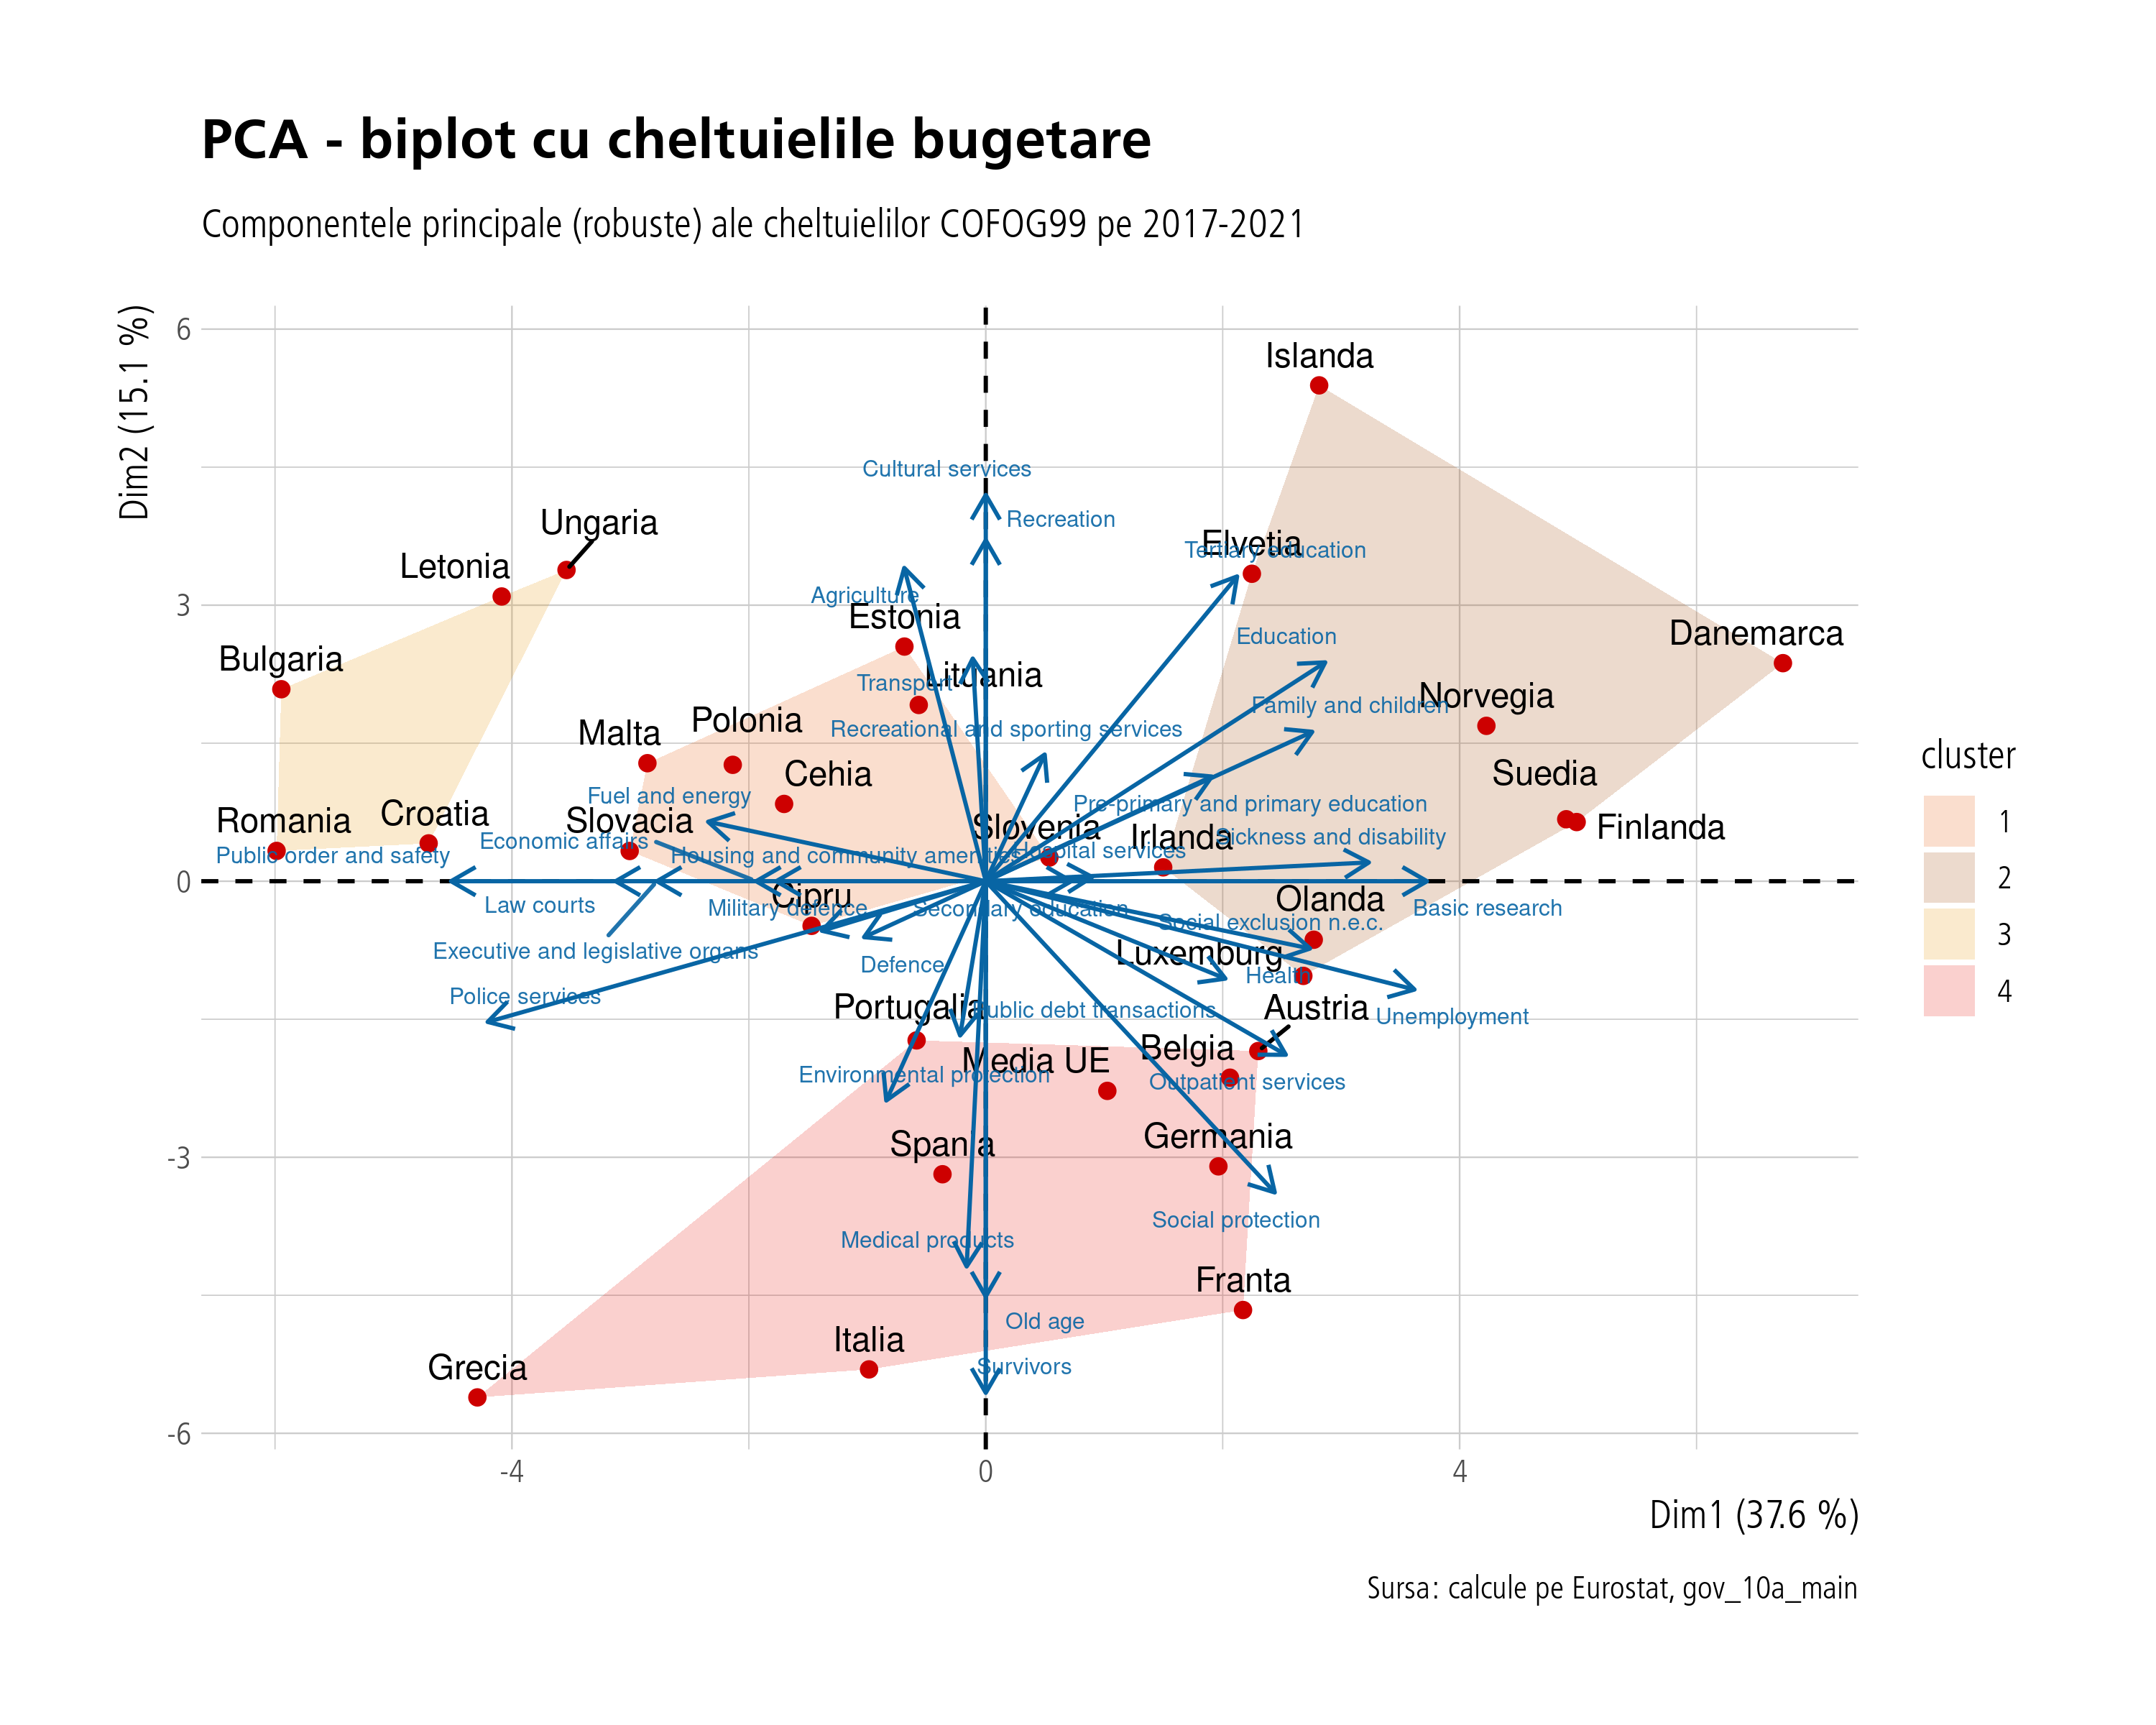 PCA - biplot cu cheltuielile bugetare
Componentele principale (robuste) ale cheltuielilor COFOG99 pe 2017-2021
Dim2 (15.1 %)
6
3
0
-3
-6
Islanda
Cultural services
Recreation
Ungaria
Elvetia
Tertiary education
Letonia
Agriculture
Estonia
Education
Danemarca
Bulgaria
Lituania
Transport
Norvegia
Family and children
Polonia
Malta
Recreational and sporting services
Cehia
Suedia
Fuel and energy
Pre-primary and primary education
Romania
Croatia
Slovacia
Slovenia
Irlanda
Finlanda
Economic affairs
Sickness and disability
Public order and safety
Housing and community amenities
Hospital services
Cipru
Olanda
Law courts
Military defence
Secondary education
Basic research
Social exclusion n.e.c.
Executive and legislative organs
Luxemburg
Defence
Health
Police services
Portugalia
Public debt transactions
Austria
Unemployment
Media UE
Belgia
Environmental protection
Outpatient services
Spania
Germania
Social protection
Medical products
Franta
Old age
Italia
Survivors
Grecia
-4
0
4
Dim1 (37.6 %)
cluster
1
2
3
4
Sursa: calcule pe Eurostat, gov_10a_main